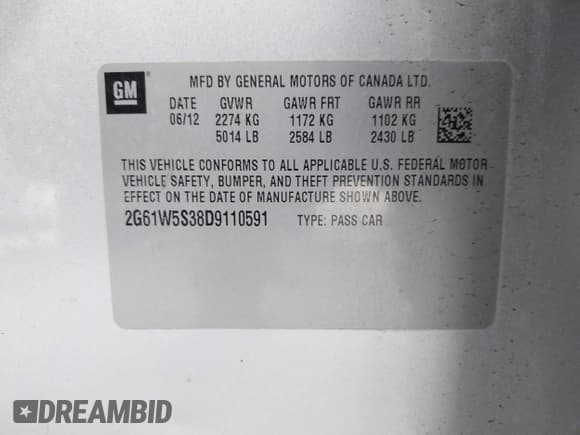 GM
MFD BY GENERAL MOTORS OF CANADA LTD.
DATE GVWR GAWR FRT GAWR RR
06/12 2274 KG 1172 KG 1102 KG
5014 LB 2584 LB 2430 LB
THIS VEHICLE CONFORMS TO ALL APPLICABLE U.S. FEDERAL MOTOR
VEHICLE SAFETY, BUMPER, AND THEFT PREVENTION STANDARDS IN
EFFECT ON THE DATE OF MANUFACTURE SHOWN ABOVE.
2G61W5S38D9110591 TYPE: PASS CAR
DREAMBID